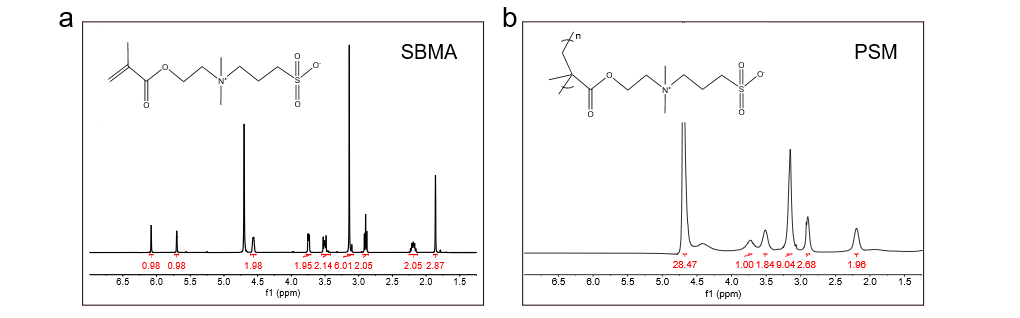 a
SBMA
O
O
N⁺
S
O
O
O⁻
0.98 0.98 1.98 1.95 2.14 6.01 2.05 2.05 2.87
6.5 5.5 5.0 4.5 4.0 3.5 3.0 2.5 2.0 1.5
f1 (ppm)
b
PSM
n
O
O
N⁺
S
O
O
O⁻
28.47 1.00 1.84 9.04 2.68 1.96
6.5 5.5 5.0 4.5 4.0 3.5 3.0 2.5 2.0 1.5
f1 (ppm)